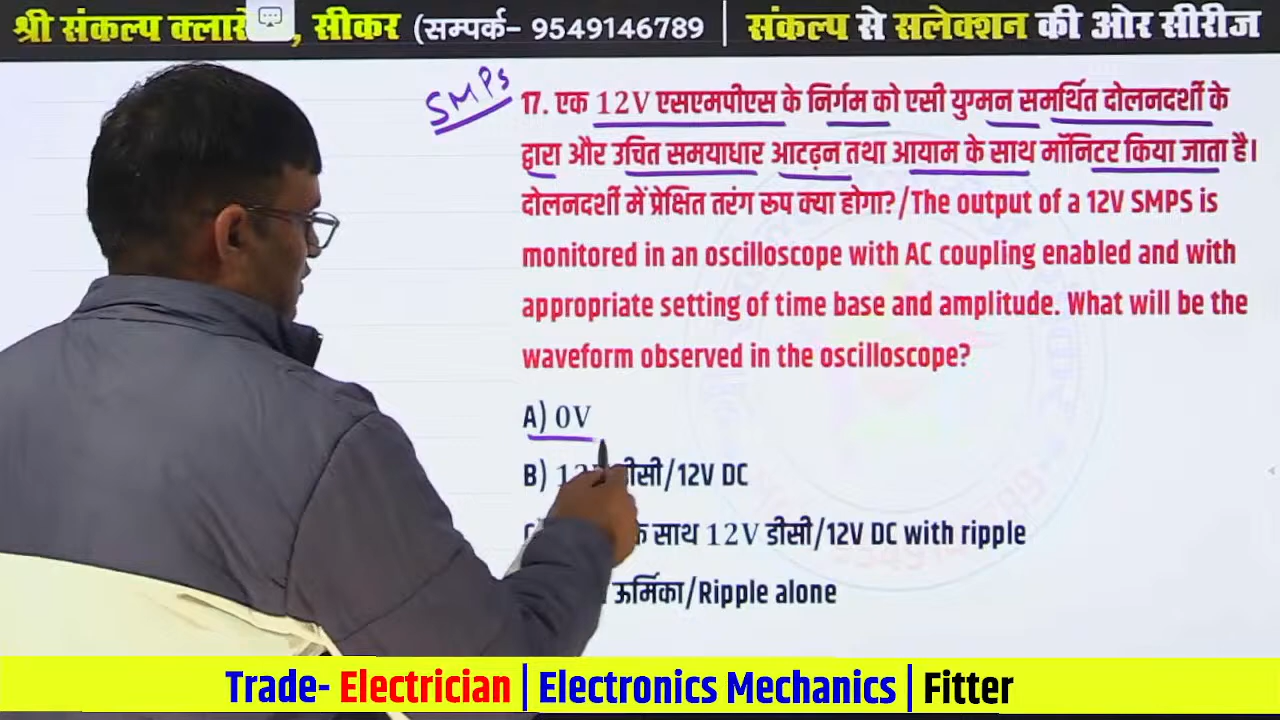 श्री संकल्प क्लासे, सीकर (सम्पर्क– 9549146789 | संकल्प से सलेक्शन की ओर सीरीज
SMPs
17. एक 12V एसएमपीएस के निर्गम को एसी युग्मन समर्थित दोलनदर्शी के
द्वारा और उचित समयाधार आटढ़न तथा आयाम के साथ मॉनिटर किया जाता है।
दोलनदर्शी में प्रेक्षित तरंग रूप क्या होगा?/The output of a 12V SMPS is
monitored in an oscilloscope with AC coupling enabled and with
appropriate setting of time base and amplitude. What will be the
waveform observed in the oscilloscope?
A) 0V
B) डीसी/12V DC
साथ 12V डीसी/12V DC with ripple
ऊर्मिका/Ripple alone
Trade- Electrician | Electronics Mechanics | Fitter